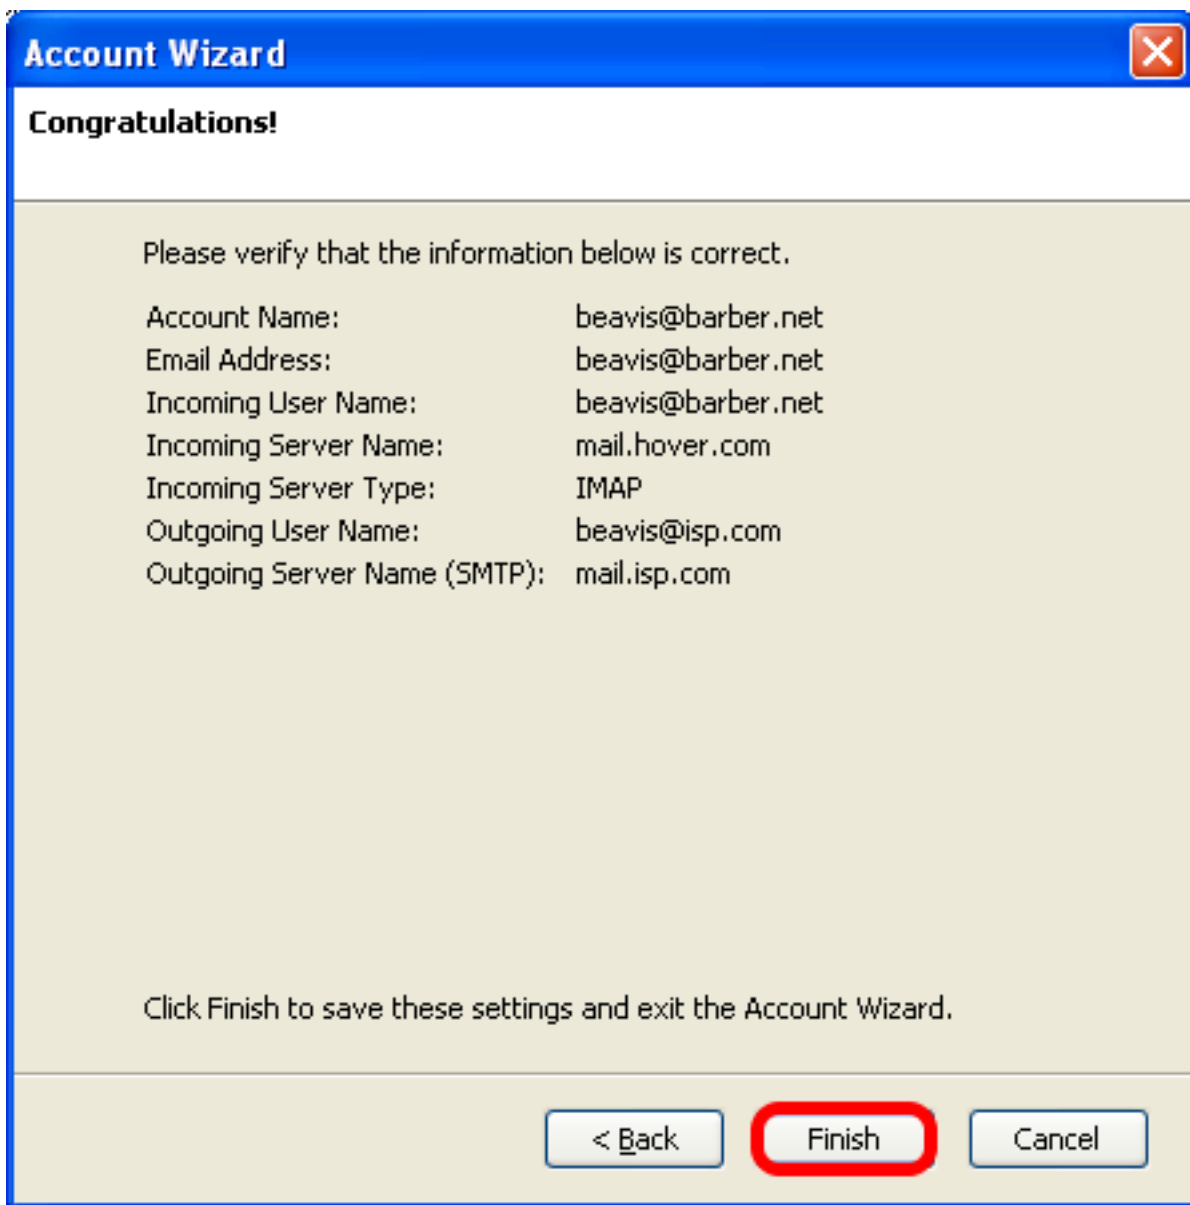 Account Wizard
Congratulations!
Please verify that the information below is correct.
Account Name: beavis@barber.net
Email Address: beavis@barber.net
Incoming User Name: beavis@barber.net
Incoming Server Name: mail.hover.com
Incoming Server Type: IMAP
Outgoing User Name: beavis@isp.com
Outgoing Server Name (SMTP): mail.isp.com
Click Finish to save these settings and exit the Account Wizard.
< Back Finish Cancel